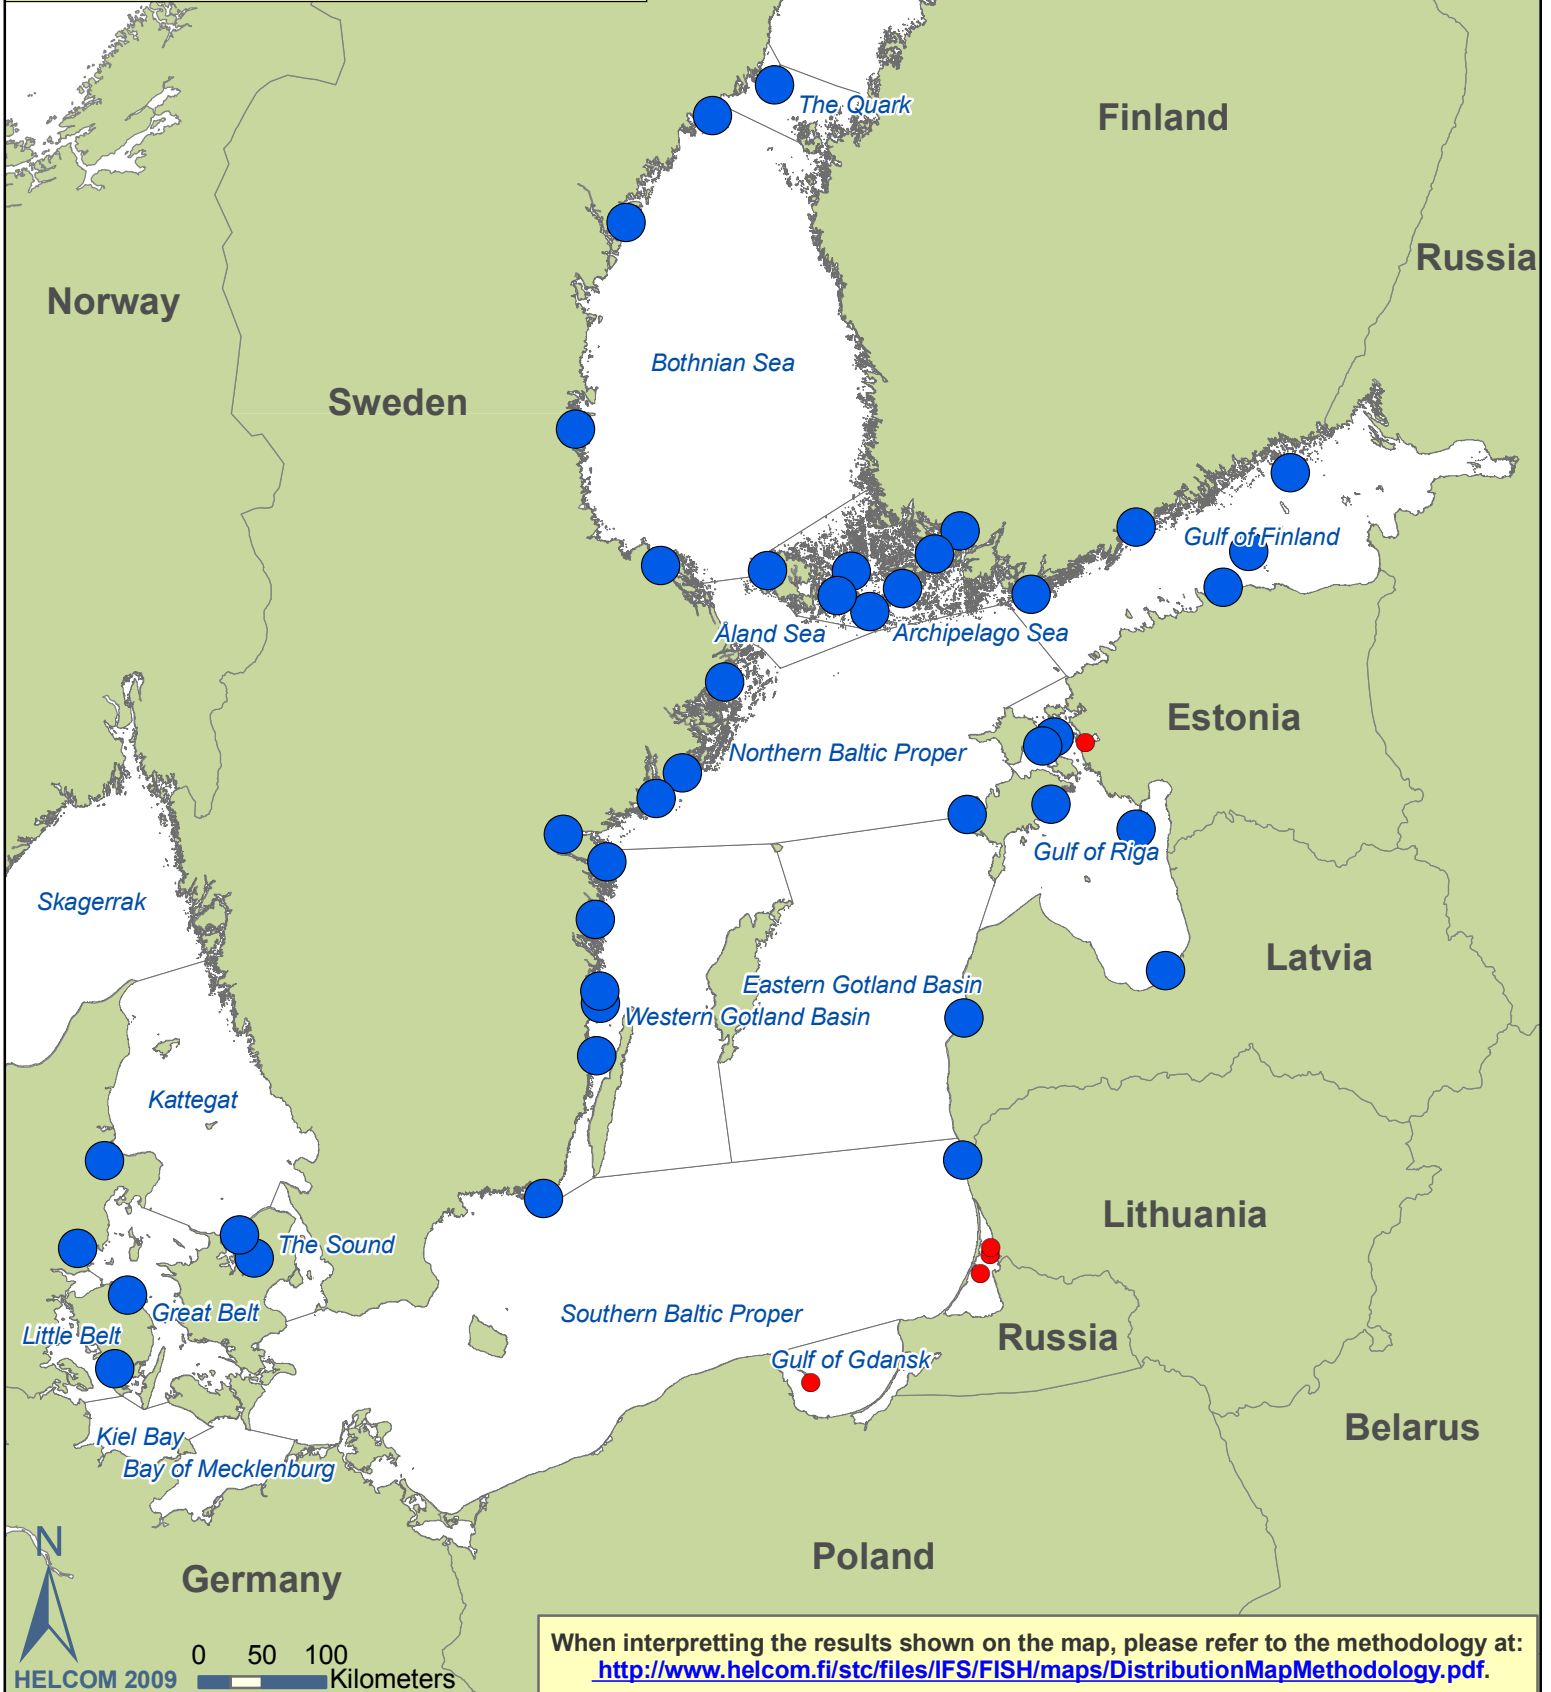 The Quark
Finland
Russia
Norway
Bothnian Sea
Sweden
Gulf of Finland
Åland Sea
Archipelago Sea
Estonia
Northern Baltic Proper
Gulf of Riga
Skagerrak
Latvia
Eastern Gotland Basin
Western Gotland Basin
Kattegat
Lithuania
The Sound
Great Belt
Southern Baltic Proper
Little Belt
Russia
Gulf of Gdansk
Kiel Bay
Belarus
Bay of Mecklenburg
N
Poland
Germany
0 50 100
Kilometers
HELCOM 2009
When interpretting the results shown on the map, please refer to the methodology at:
http://www.helcom.fi/stc/files/IFS/FISH/maps/DistributionMapMethodology.pdf.